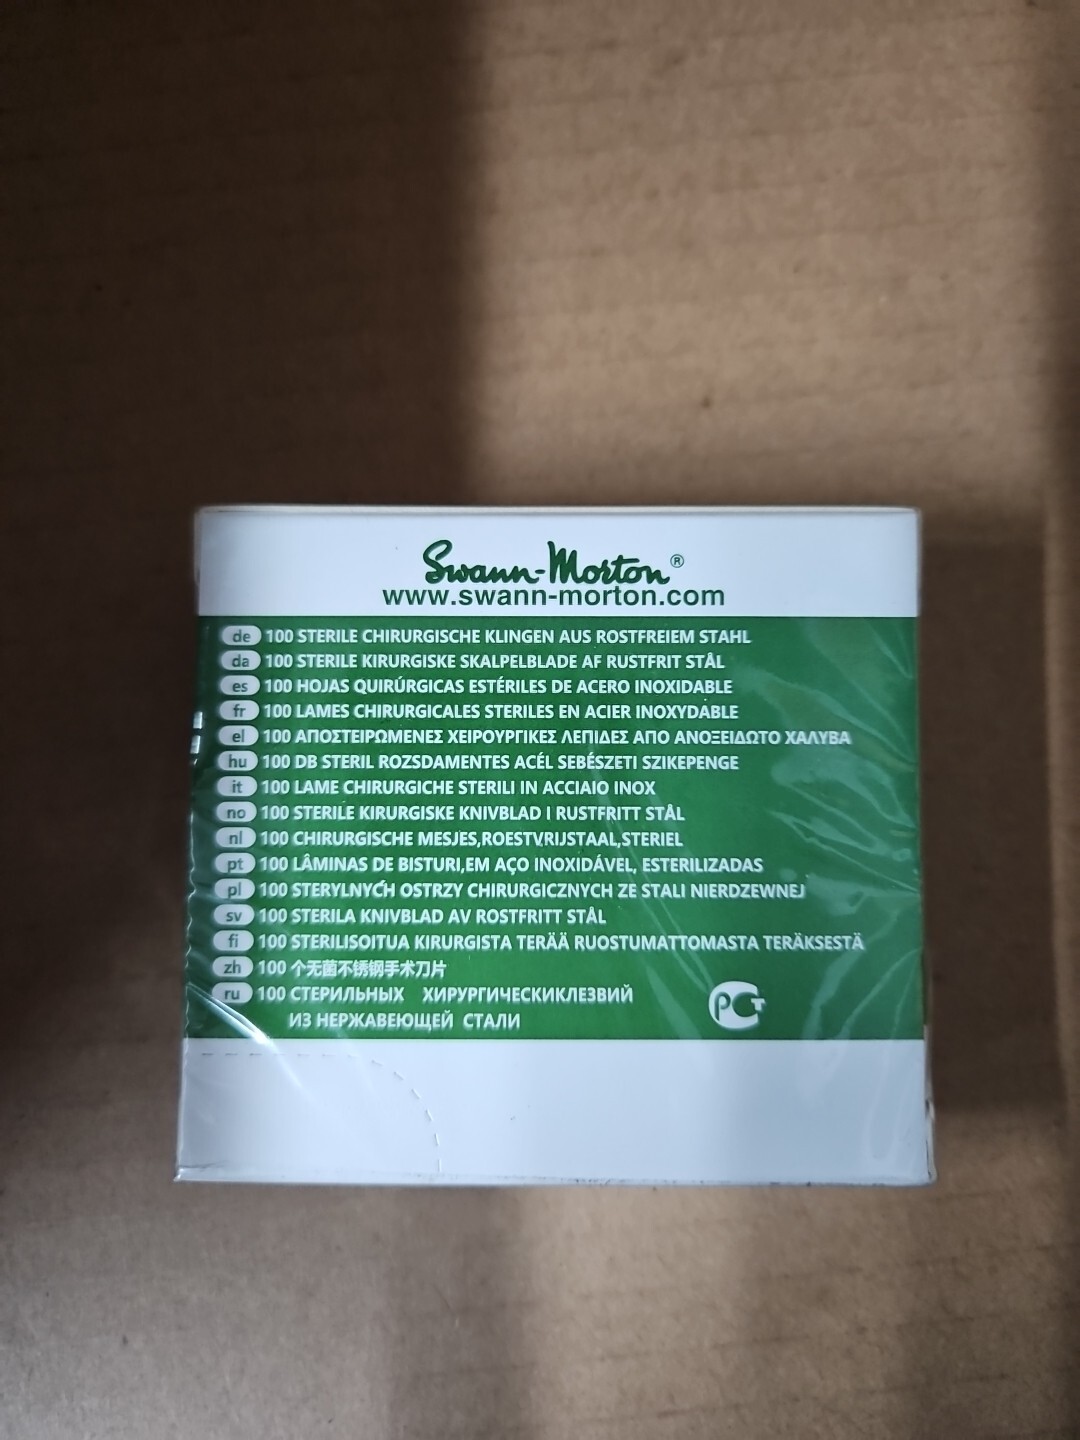 Swann-Morton®
www.swann-morton.com
de 100 STERILE CHIRURGISCHE KLINGEN AUS ROSTFREIEM STAHL
da 100 STERILE KIRURGISKE SKALPELBLADE AF RUSTFRIT STÅL
es 100 HOJAS QUIRÚRGICAS ESTÉRILES DE ACERO INOXIDABLE
fr 100 LAMES CHIRURGICALES STERILES EN ACIER INOXYDABLE
el 100 ΑΠΟΣΤΕΙΡΩΜΕΝΕΣ ΧΕΙΡΟΥΡΓΙΚΕΣ ΛΕΠΙΔΕΣ ΑΠΟ ΑΝΟΞΕΙΔΩΤΟ ΧΑΛΥΒΑ
hu 100 DB STERIL ROZSDAMENTES ACÉL SEBÉSZETI SZIKEPENGE
it 100 LAME CHIRURGICHE STERILI IN ACCIAIO INOX
no 100 STERILE KIRURGISKE KNIVBLAD I RUSTFRITT STÅL
nl 100 CHIRURGISCHE MESJES,ROESTVRIJSTAAL,STERIEL
pt 100 LÂMINAS DE BISTURI,EM AÇO INOXIDÁVEL, ESTERILIZADAS
pl 100 STERYLNYCH OSTRZY CHIRURGICZNYCH ZE STALI NIERDZEWNEJ
sv 100 STERILA KNIVBLAD AV ROSTFRITT STÅL
fi 100 STERILISOITUA KIRURGISTA TERÄÄ RUOSTUMATTOMASTA TERÄKSESTÄ
zh 100 个无菌不锈钢手术刀片
ru 100 СТЕРИЛЬНЫХ ХИРУРГИЧЕСКИКЛЕЗВИЙ
ИЗ НЕРЖАВЕЮЩЕЙ СТАЛИ
РСТ